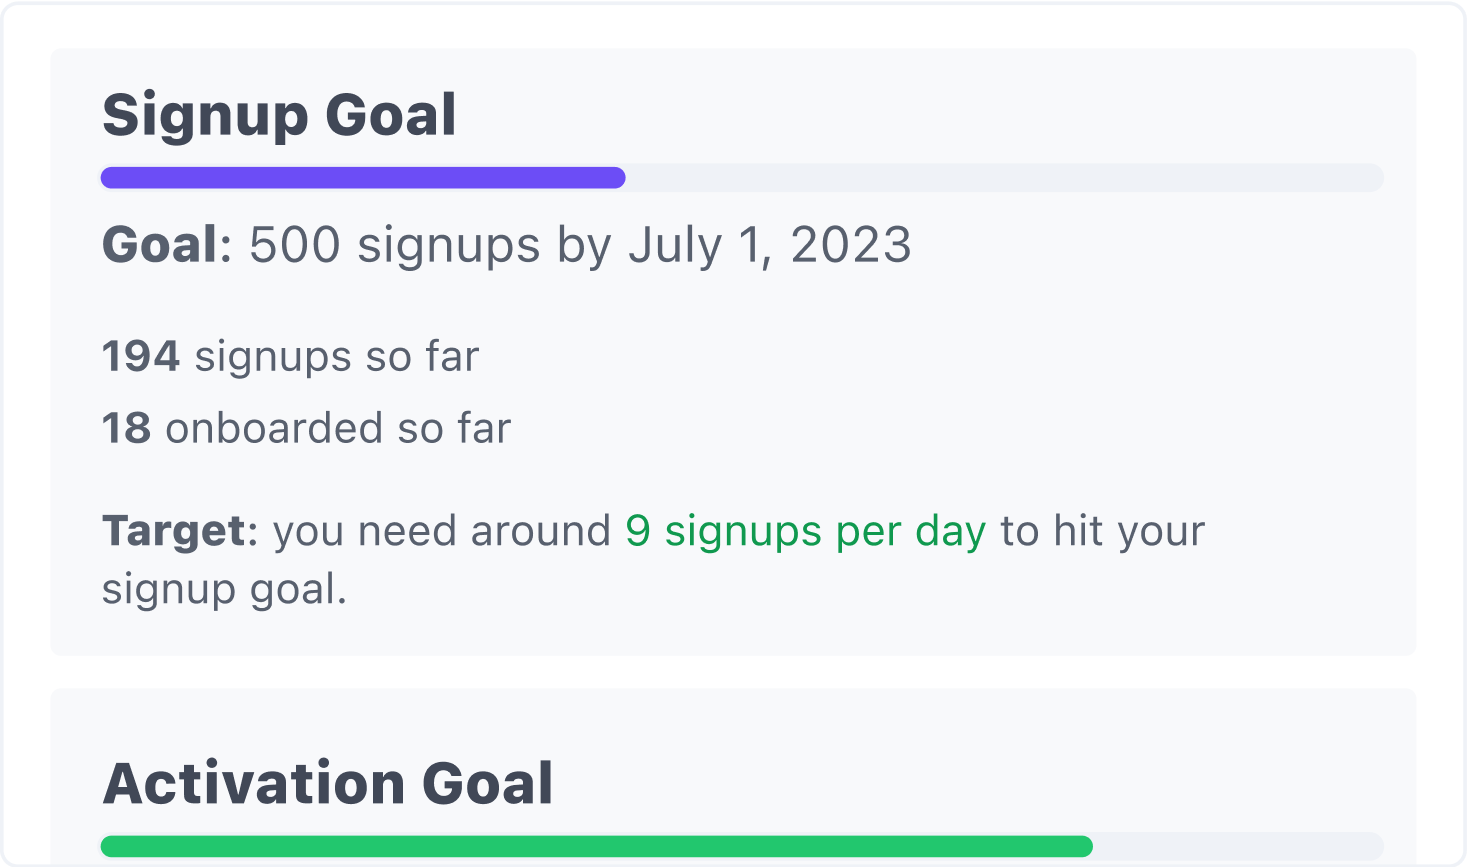 Signup Goal
Goal: 500 signups by July 1, 2023
194 signups so far
18 onboarded so far
Target: you need around 9 signups per day to hit your
signup goal.
Activation Goal